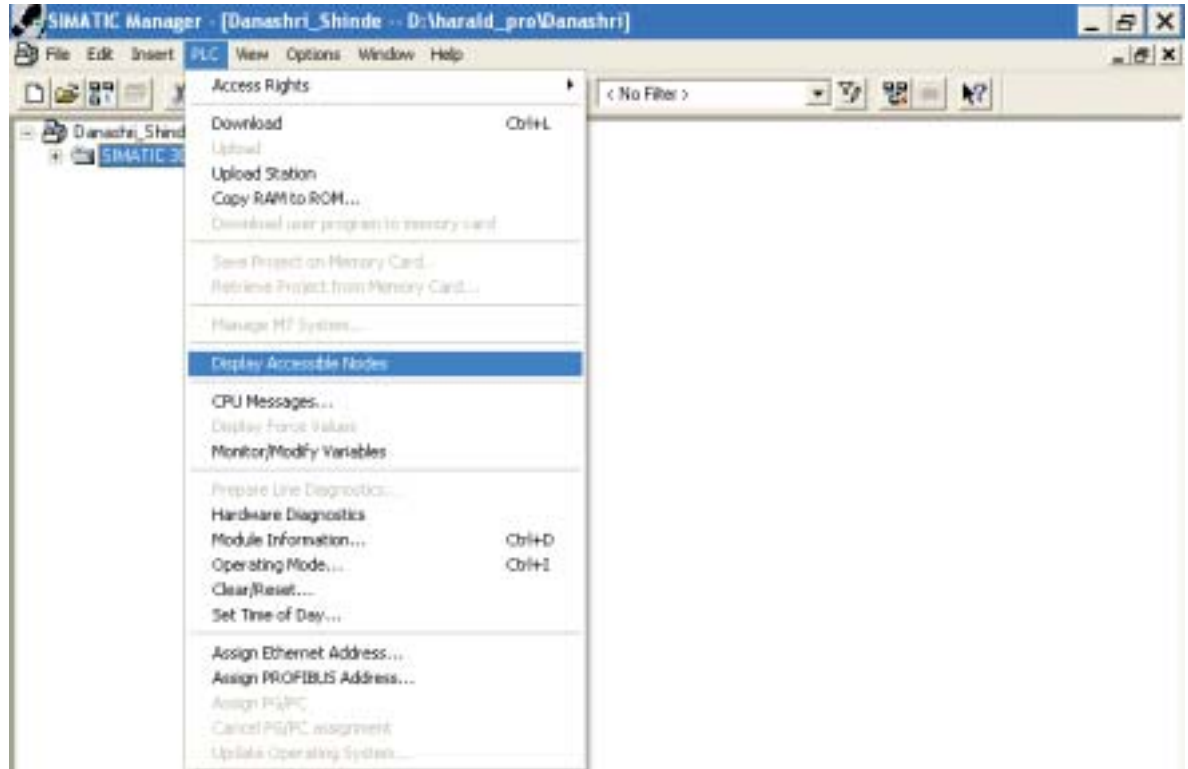 SIMATIC Manager - [Danashri_Shinde -- D:\harald_pro\Danashri]
File Edit Insert PLC View Options Window Help
< No Filter >
Danashri_Shind
SIMATIC 30
Access Rights
Download Ctrl+L
Upload
Upload Station
Copy RAM to ROM...
Download user program to memory card
Save Project on Memory Card...
Retrieve Project from Memory Card...
Manage M7 System...
Display Accessible Nodes
CPU Messages...
Display Force Values
Monitor/Modify Variables
Prepare Line Diagnostics...
Hardware Diagnostics
Module Information... Ctrl+D
Operating Mode... Ctrl+I
Clear/Reset...
Set Time of Day...
Assign Ethernet Address...
Assign PROFIBUS Address...
Assign PG/PC
Cancel PG/PC assignment
Update Operating System...